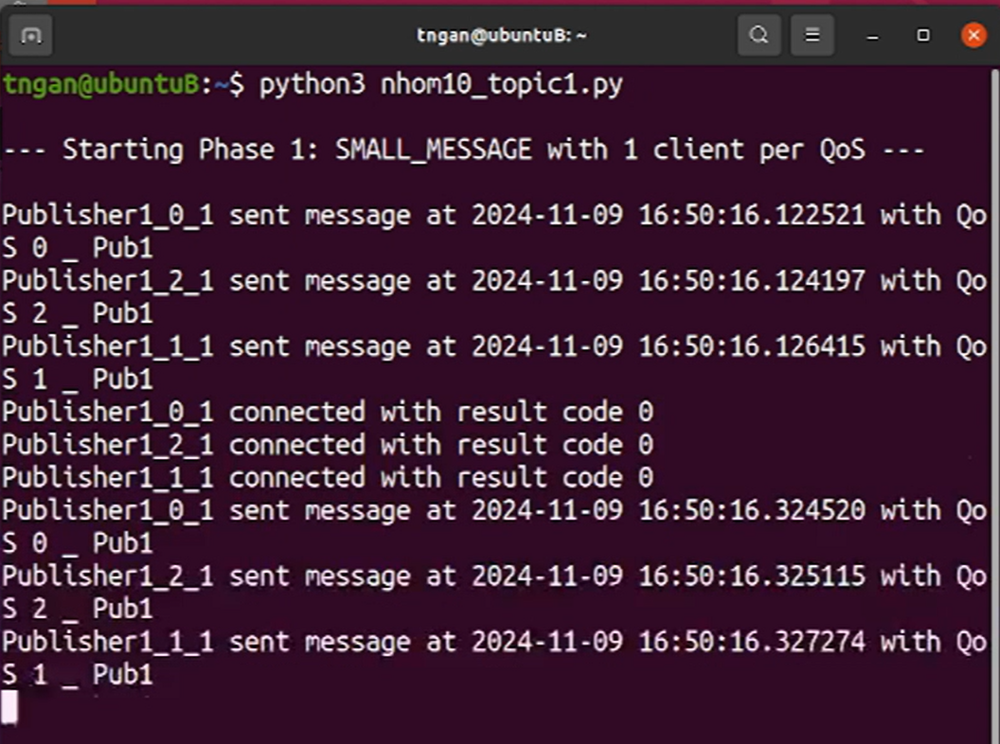 tngan@ubuntuB: ~
tngan@ubuntuB:~$ python3 nhom10_topic1.py
--- Starting Phase 1: SMALL_MESSAGE with 1 client per QoS ---
Publisher1_0_1 sent message at 2024-11-09 16:50:16.122521 with Qo
S 0 _ Pub1
Publisher1_2_1 sent message at 2024-11-09 16:50:16.124197 with Qo
S 2 _ Pub1
Publisher1_1_1 sent message at 2024-11-09 16:50:16.126415 with Qo
S 1 _ Pub1
Publisher1_0_1 connected with result code 0
Publisher1_2_1 connected with result code 0
Publisher1_1_1 connected with result code 0
Publisher1_0_1 sent message at 2024-11-09 16:50:16.324520 with Qo
S 0 _ Pub1
Publisher1_2_1 sent message at 2024-11-09 16:50:16.325115 with Qo
S 2 _ Pub1
Publisher1_1_1 sent message at 2024-11-09 16:50:16.327274 with Qo
S 1 _ Pub1